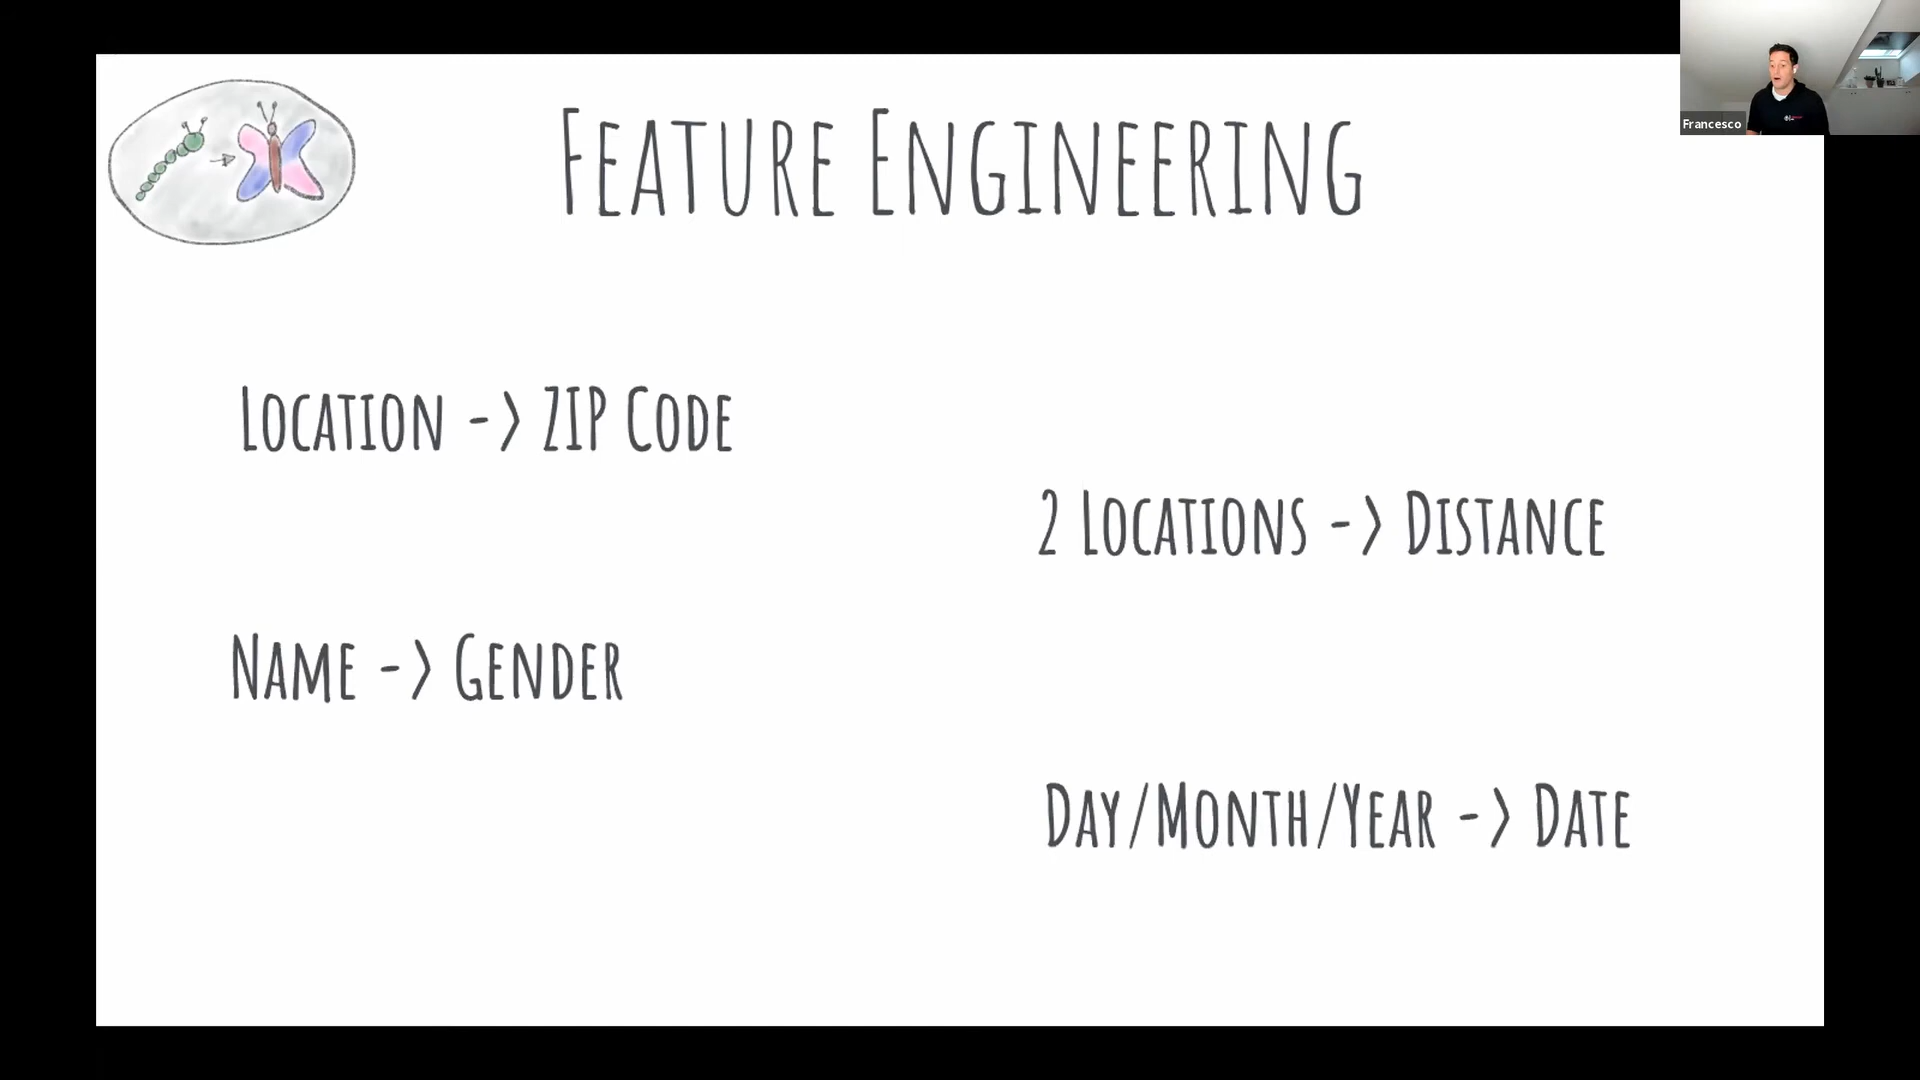 Francesco
FEATURE ENGINEERING
LOCATION -> ZIP CODE
2 LOCATIONS -> DISTANCE
NAME -> GENDER
DAY/MONTH/YEAR -> DATE